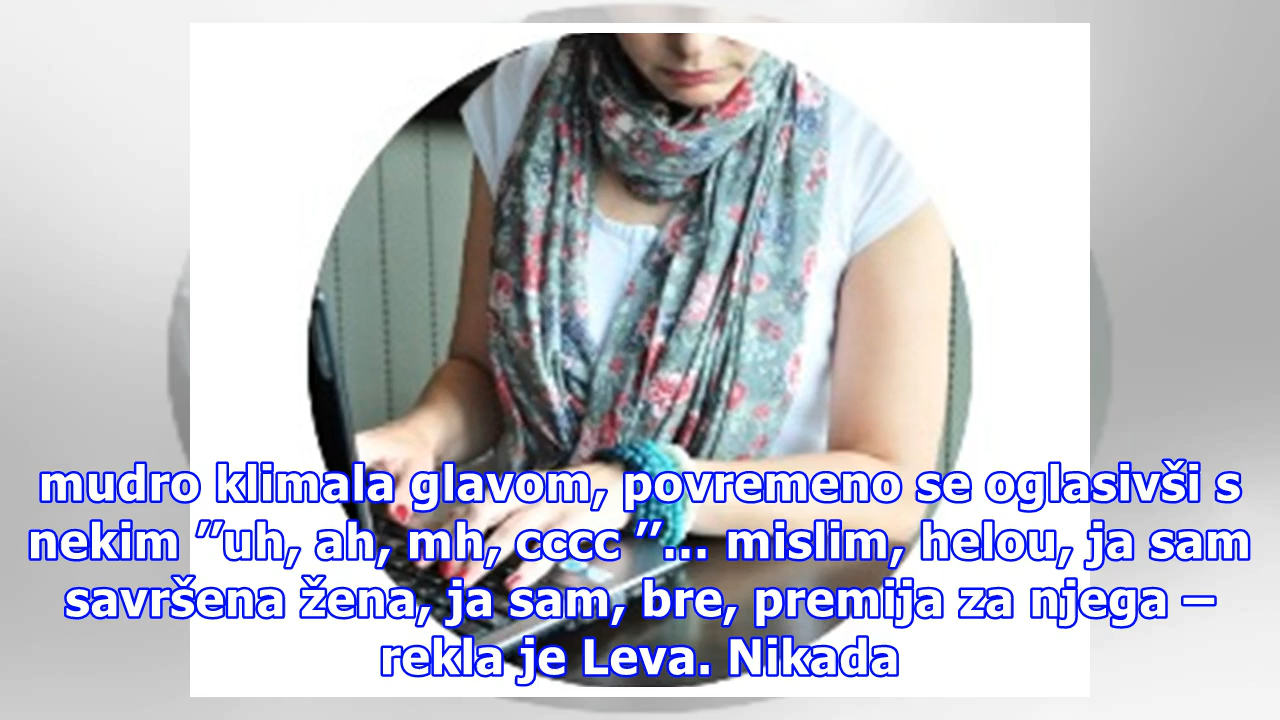 mudro klimala glavom, povremeno se oglasivši s
nekim ”uh, ah, mh, cccc ”... mislim, helou, ja sam
savršena žena, ja sam, bre, premija za njega –
rekla je Leva. Nikada